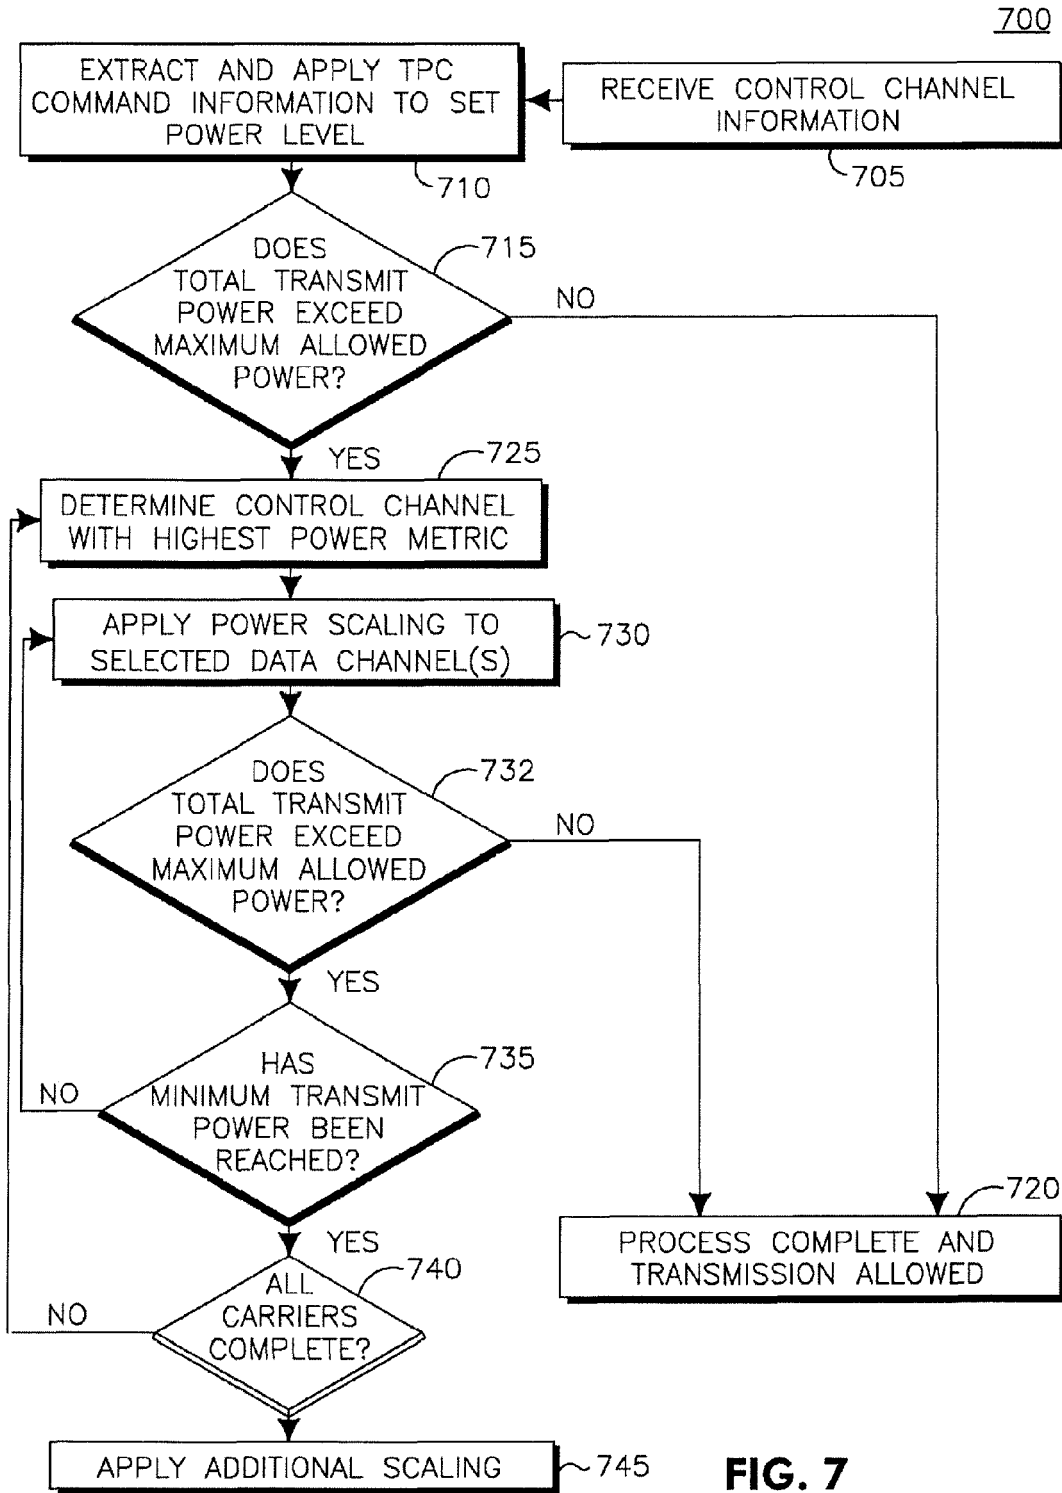 700
EXTRACT AND APPLY TPC
COMMAND INFORMATION TO SET
POWER LEVEL
RECEIVE CONTROL CHANNEL
INFORMATION
710
705
DOES
TOTAL TRANSMIT
POWER EXCEED
MAXIMUM ALLOWED
POWER?
715
NO
YES
725
DETERMINE CONTROL CHANNEL
WITH HIGHEST POWER METRIC
APPLY POWER SCALING TO
SELECTED DATA CHANNEL(S)
730
DOES
TOTAL TRANSMIT
POWER EXCEED
MAXIMUM ALLOWED
POWER?
732
NO
YES
HAS
MINIMUM TRANSMIT
POWER BEEN
REACHED?
735
NO
YES
720
PROCESS COMPLETE AND
TRANSMISSION ALLOWED
ALL
CARRIERS
COMPLETE?
740
NO
APPLY ADDITIONAL SCALING
745
FIG. 7